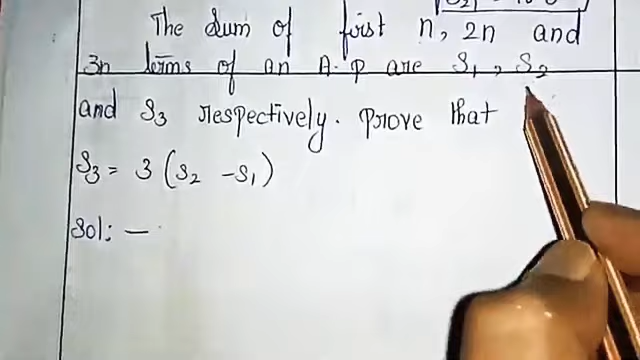 The sum of first n, 2n and
3n terms of an A.P are S₁, S₂
and S₃ respectively. Prove that
S₃ = 3 (S₂ - S₁)
Sol: —